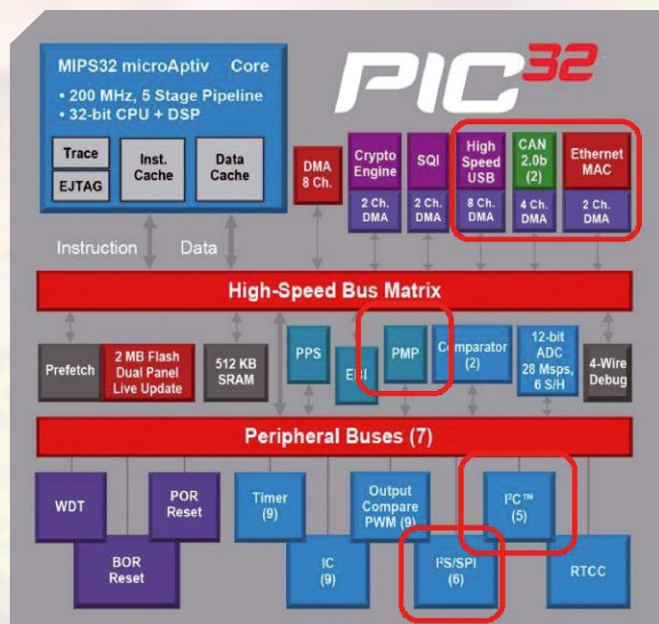 MIPS32 microAptiv Core
• 200 MHz, 5 Stage Pipeline
• 32-bit CPU + DSP
Trace
EJTAG
Inst.
Cache
Data
Cache
PIC32
DMA
8 Ch.
Crypto
Engine
2 Ch.
DMA
SQI
2 Ch.
DMA
High
Speed
USB
8 Ch.
DMA
CAN
2.0b
(2)
4 Ch.
DMA
Ethernet
MAC
2 Ch.
DMA
Instruction
Data
High-Speed Bus Matrix
Prefetch
2 MB Flash
Dual Panel
Live Update
512 KB
SRAM
PPS
EBI
PMP
Comparator
(2)
12-bit
ADC
28 Msps,
6 S/H
4-Wire
Debug
Peripheral Buses (7)
WDT
BOR
Reset
POR
Reset
Timer
(9)
IC
(9)
Output
Compare
PWM (9)
I²S/SPI
(6)
I²C™
(5)
RTCC